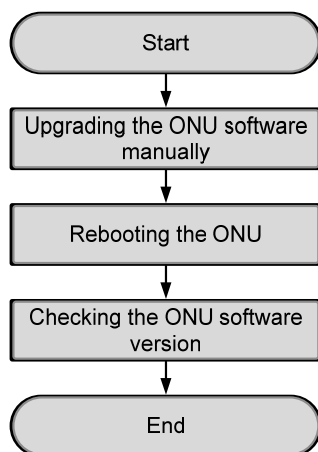 Start
Upgrading the ONU software
manually
Rebooting the ONU
Checking the ONU software
version
End